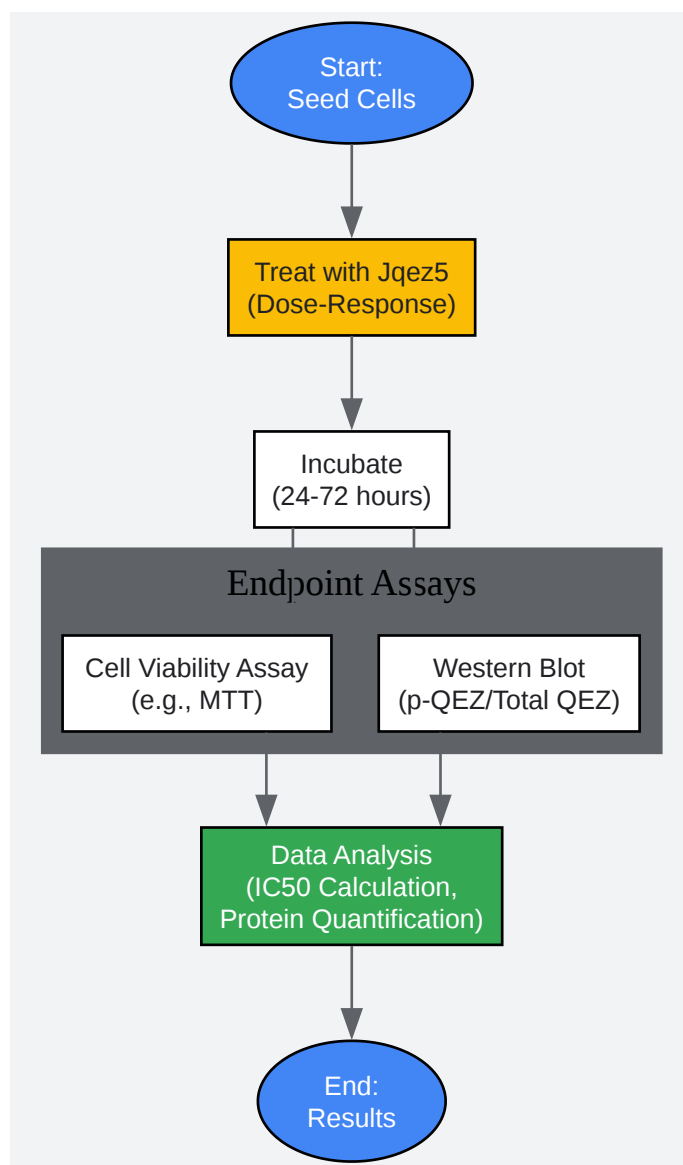 Start:
Seed Cells
Treat with Jqez5
(Dose-Response)
Incubate
(24-72 hours)
Endpoint Assays
Cell Viability Assay
(e.g., MTT)
Western Blot
(p-QEZ/Total QEZ)
Data Analysis
(IC50 Calculation,
Protein Quantification)
End:
Results